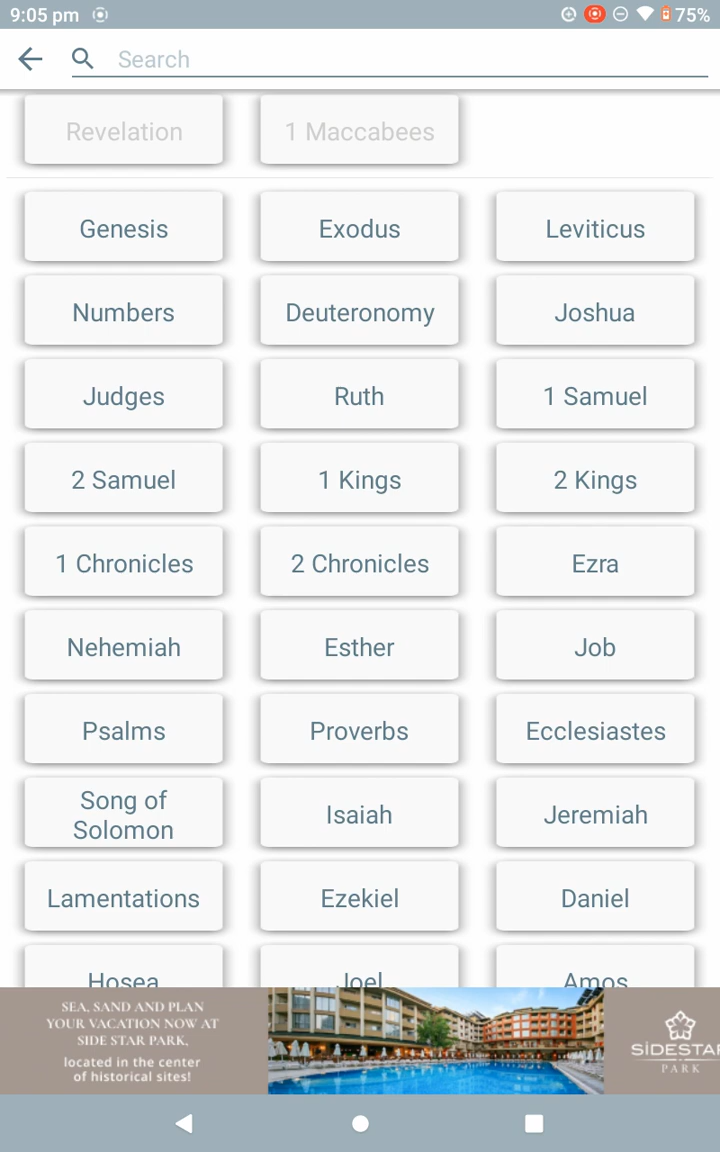 9:05 pm 75%
Search
Revelation 1 Maccabees
Genesis Exodus Leviticus
Numbers Deuteronomy Joshua
Judges Ruth 1 Samuel
2 Samuel 1 Kings 2 Kings
1 Chronicles 2 Chronicles Ezra
Nehemiah Esther Job
Psalms Proverbs Ecclesiastes
Song of
Solomon
Isaiah Jeremiah
Lamentations Ezekiel Daniel
Hosea Joel Amos
SEA, SAND AND PLAN
YOUR VACATION NOW AT
SIDE STAR PARK,
located in the center
of historical sites!
SİDESTAR
PARK